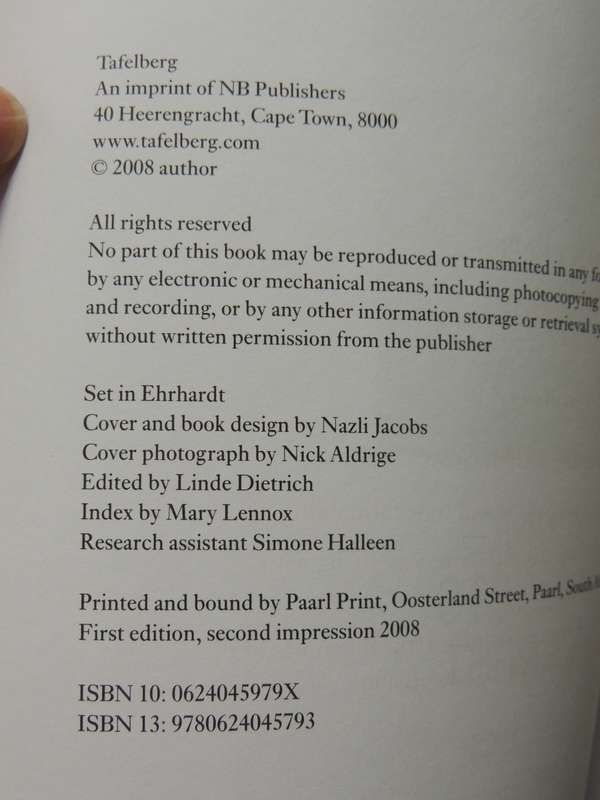 Tafelberg
An imprint of NB Publishers
40 Heerengracht, Cape Town, 8000
www.tafelberg.com
© 2008 author
All rights reserved
No part of this book may be reproduced or transmitted in any
by any electronic or mechanical means, including photocopying
and recording, or by any other information storage or retrieval
without written permission from the publisher
Set in Ehrhardt
Cover and book design by Nazli Jacobs
Cover photograph by Nick Aldrige
Edited by Linde Dietrich
Index by Mary Lennox
Research assistant Simone Halleen
Printed and bound by Paarl Print, Oosterland Street, Paarl, South
First edition, second impression 2008
ISBN 10: 0624045979X
ISBN 13: 9780624045793